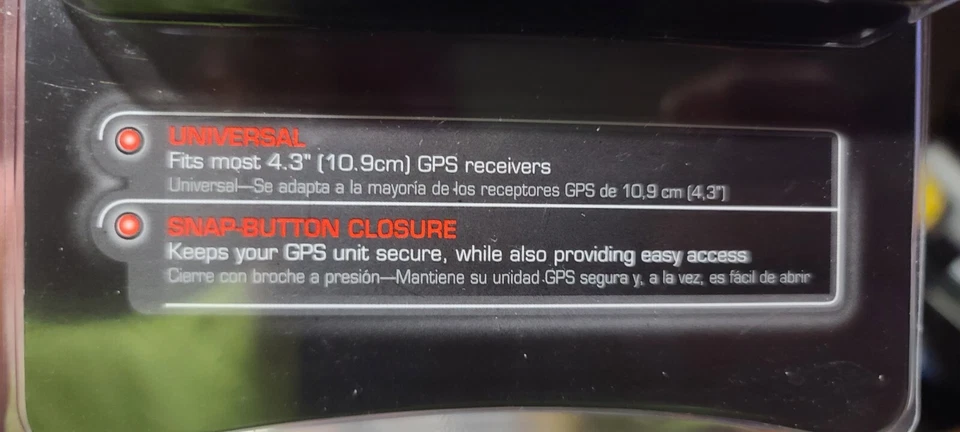 UNIVERSAL
Fits most 4.3" (10.9cm) GPS receivers
Universal—Se adapta a la mayoría de los receptores GPS de 10,9 cm (4,3")
SNAP-BUTTON CLOSURE
Keeps your GPS unit secure, while also providing easy access
Cierre con broche a presión—Mantiene su unidad GPS segura y, a la vez, es fácil de abrir